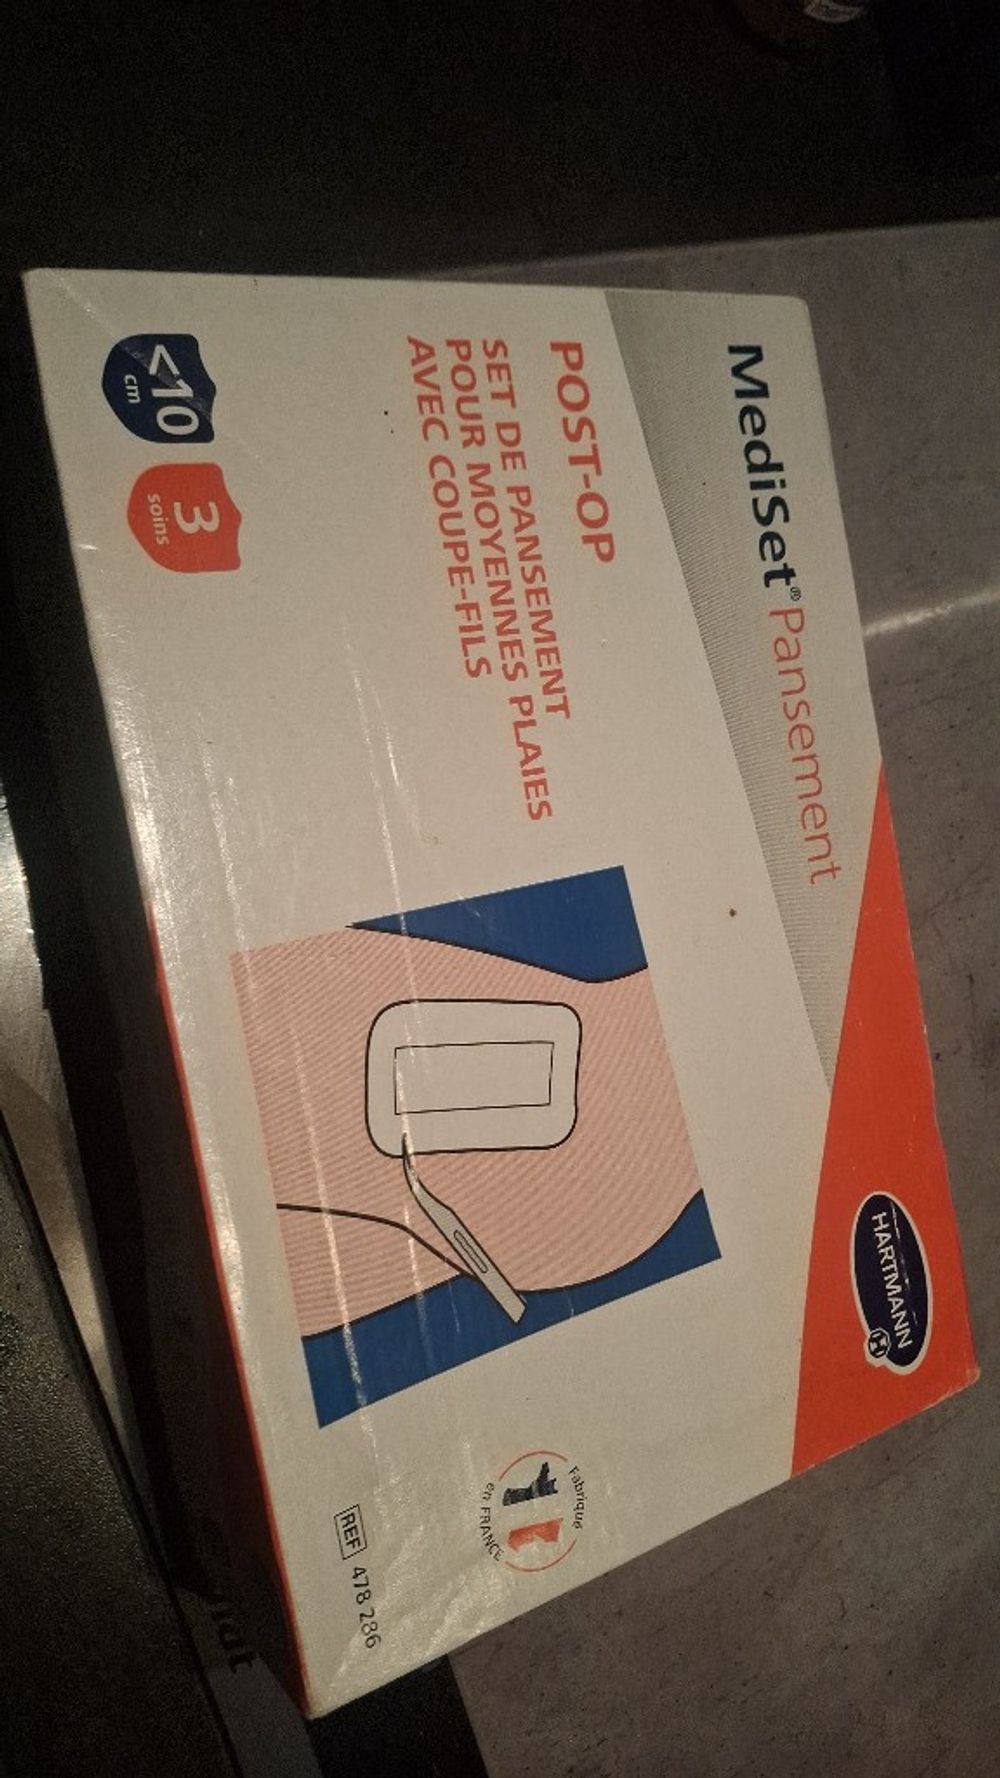 MediSet® Pansement
HARTMANN
POST-OP
SET DE PANSEMENT
POUR MOYENNES PLAIES
AVEC COUPE-FILS
<10
cm
3
soins
Fabriqué
en FRANCE
REF 478 286